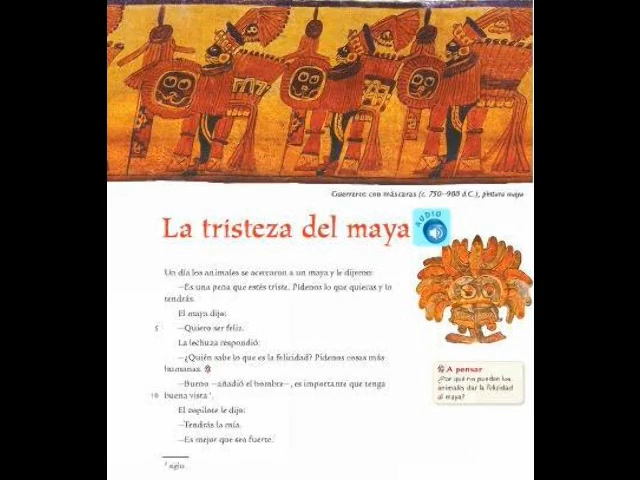 Guerreros con máscaras (c. 750–900 d.C.), pintura maya
La tristeza del maya
AUDIO
Un día los animales se acercaron a un maya y le dijeron:
—Es una pena que estés triste. Pídenos lo que quieras y lo
tendrás.
El maya dijo:
5 —Quiero ser feliz.
La lechuza respondió:
—¿Quién sabe lo que es la felicidad? Pídenos cosas más
humanas.
—Bueno —añadió el hombre—, es importante que tenga
10 buena vista¹.
El zopilote le dijo:
—Tendrás la mía.
—Es mejor que sea fuerte.
A pensar
¿Por qué no pueden los
animales dar la felicidad
al maya?